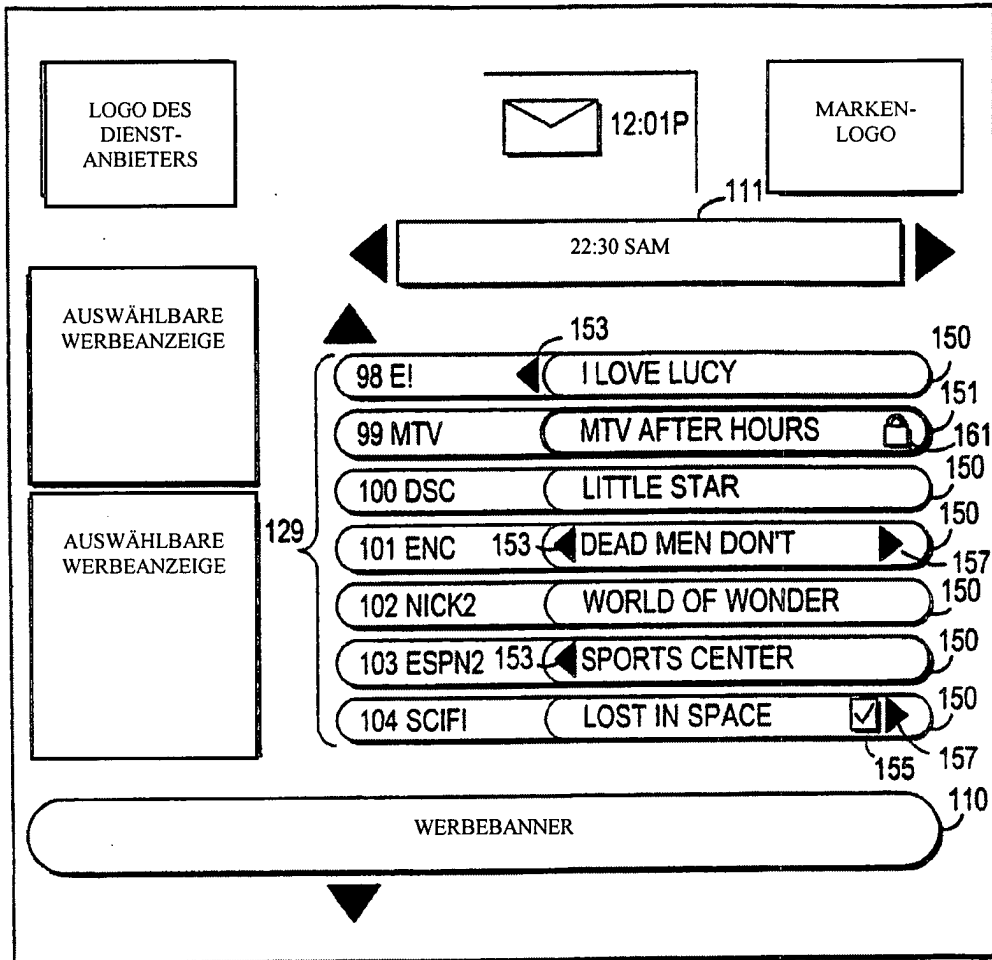 LOGO DES
DIENST-
ANBIETERS
12:01P
MARKEN-
LOGO
111
22:30 SAM
AUSWÄHLBARE
WERBEANZEIGE
153
98 E! I LOVE LUCY 150
99 MTV MTV AFTER HOURS 151
161
100 DSC LITTLE STAR 150
AUSWÄHLBARE
WERBEANZEIGE
129
101 ENC 153 DEAD MEN DON'T 150
157
102 NICK2 WORLD OF WONDER 150
103 ESPN2 153 SPORTS CENTER 150
104 SCIFI LOST IN SPACE 150
155 157
WERBEBANNER 110